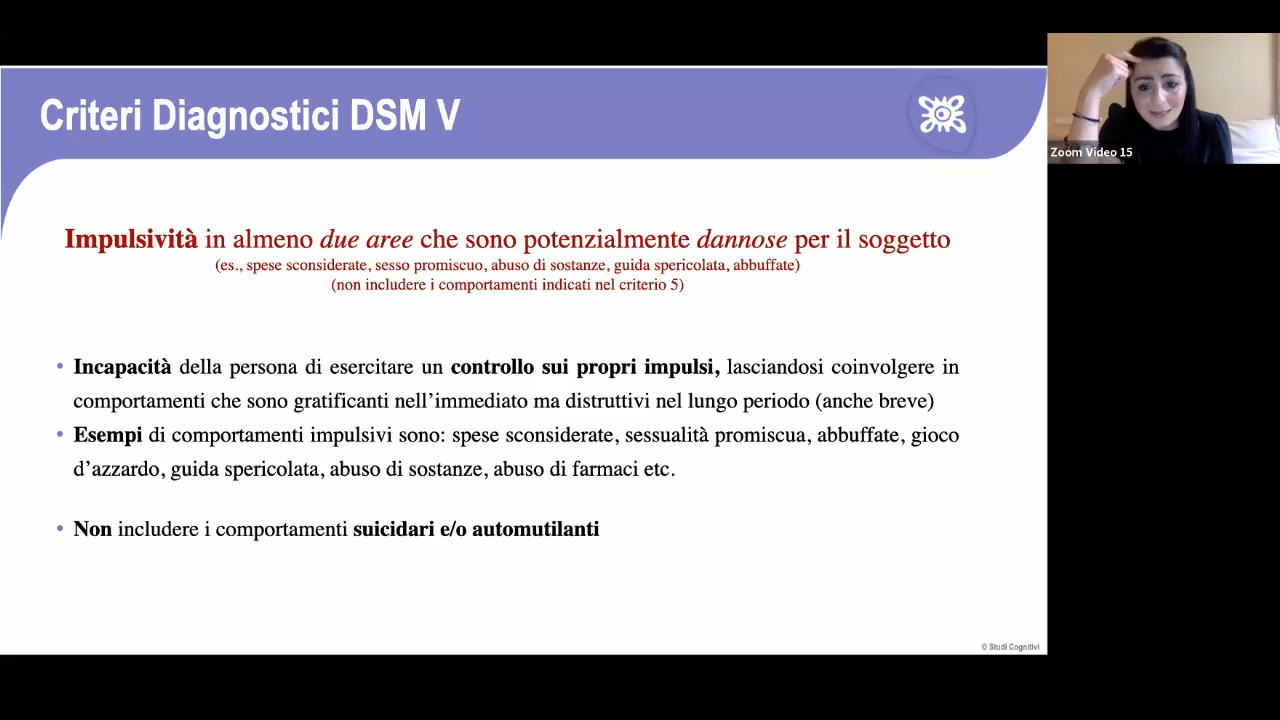 Criteri Diagnostici DSM V
Zoom Video 15
Impulsività in almeno due aree che sono potenzialmente dannose per il soggetto
(es., spese sconsiderate, sesso promiscuo, abuso di sostanze, guida spericolata, abbuffate)
(non includere i comportamenti indicati nel criterio 5)
• Incapacità della persona di esercitare un controllo sui propri impulsi, lasciandosi coinvolgere in
comportamenti che sono gratificanti nell’immediato ma distruttivi nel lungo periodo (anche breve)
• Esempi di comportamenti impulsivi sono: spese sconsiderate, sessualità promiscua, abbuffate, gioco
d’azzardo, guida spericolata, abuso di sostanze, abuso di farmaci etc.
• Non includere i comportamenti suicidari e/o automutilanti
© Studi Cognitivi